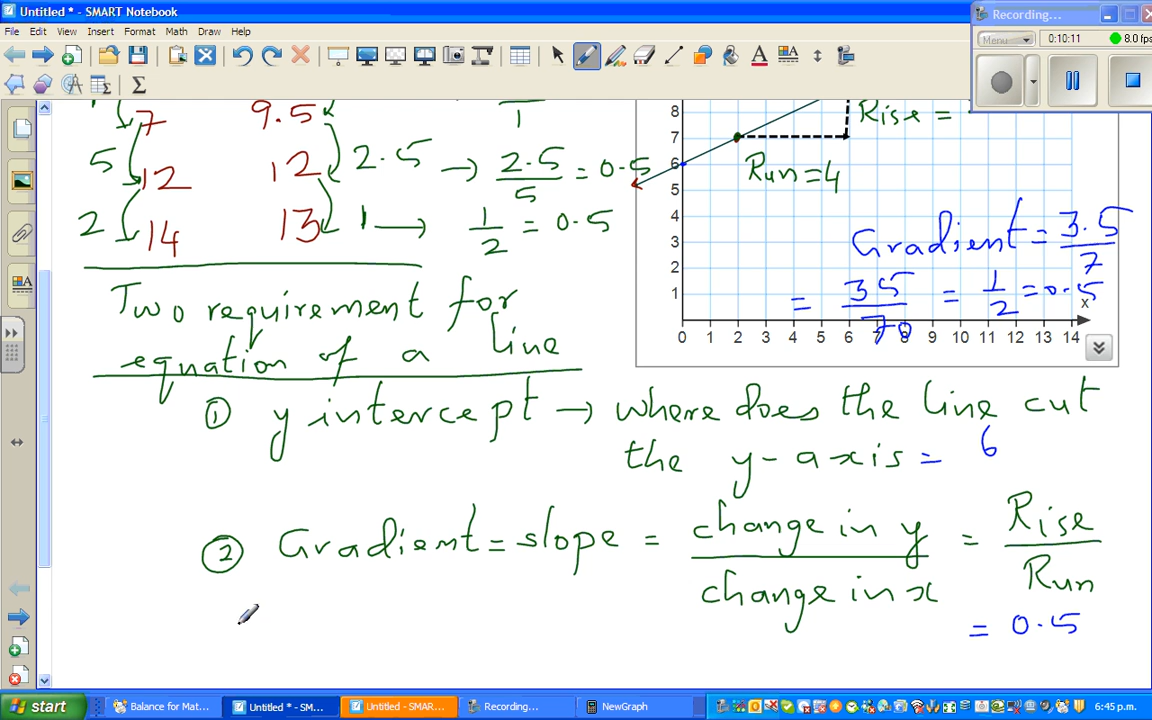 Untitled * - SMART Notebook
Recording...
File Edit View Insert Format Math Draw Help
Menu
0:10:11
8.0 fps
7 9.5
1
5 12 12 2.5 → 2.5/5 = 0.5
2 14 13 1 → 1/2 = 0.5
8
7
6
5
4
3
2
1
Rise =
Run=4
Gradient = 3.5/7
= 35/70 = 1/2 = 0.5
x
0 1 2 3 4 5 6 7 8 9 10 11 12 13 14
Two requirement for
equation of a line
① y intercept → where does the line cut
the y-axis = 6
② Gradient = slope = change in y / change in x = Rise / Run
= 0.5
start
Balance for Mat...
Untitled * - SM...
Untitled - SMAR...
Recording...
NewGraph
6:45 p.m.